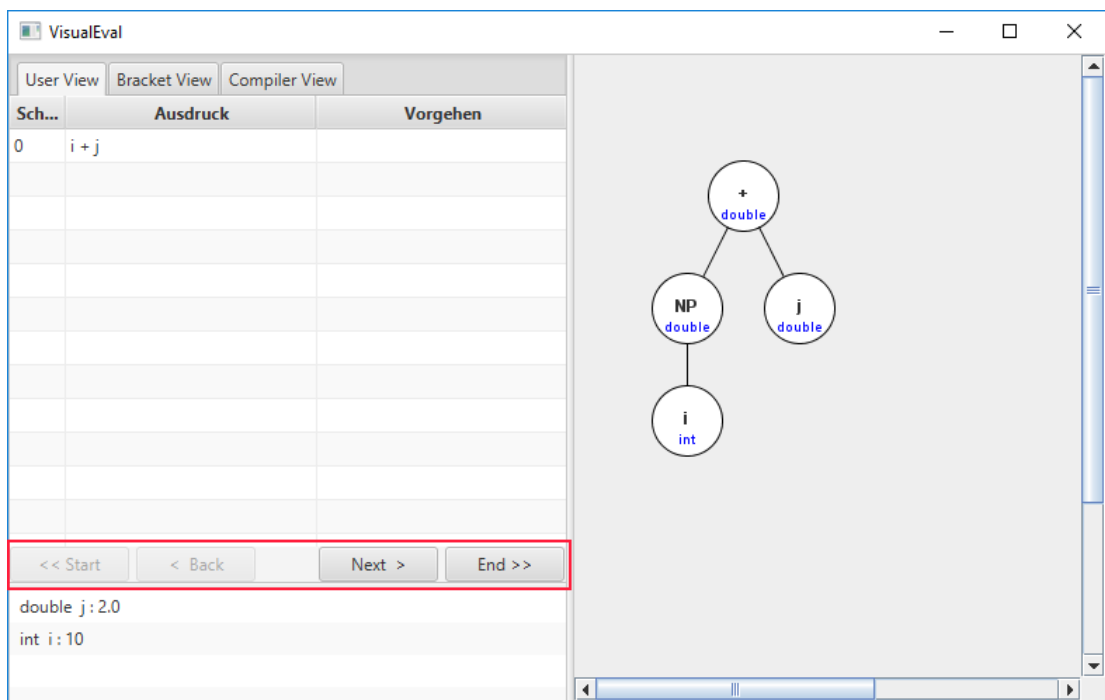 VisualEval
User View Bracket View Compiler View
Sch... Ausdruck Vorgehen
0 i + j
<< Start < Back Next > End >>
double j : 2.0
int i : 10
+
double
NP
double
j
double
i
int